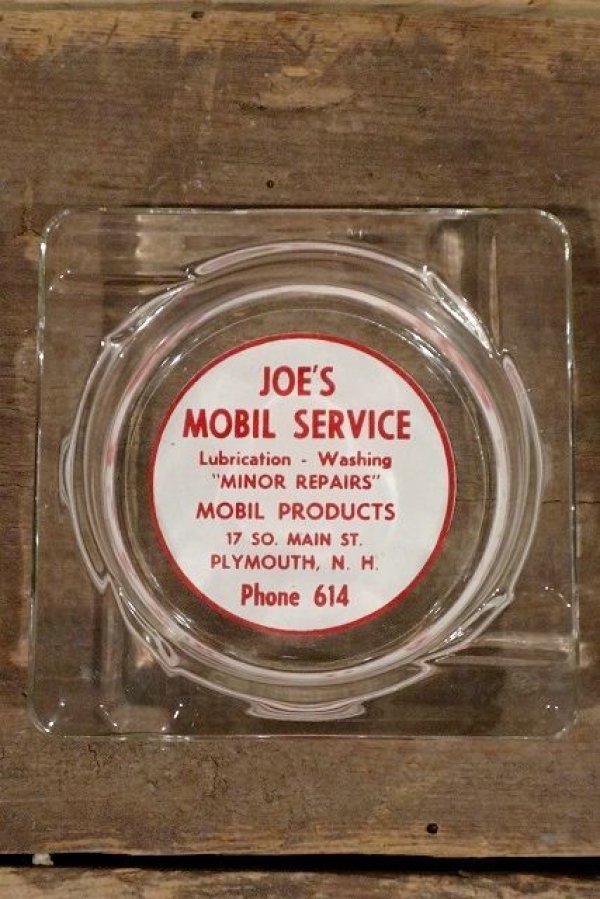 JOE'S
MOBIL SERVICE
Lubrication - Washing
"MINOR REPAIRS"
MOBIL PRODUCTS
17 SO. MAIN ST.
PLYMOUTH, N. H.
Phone 614